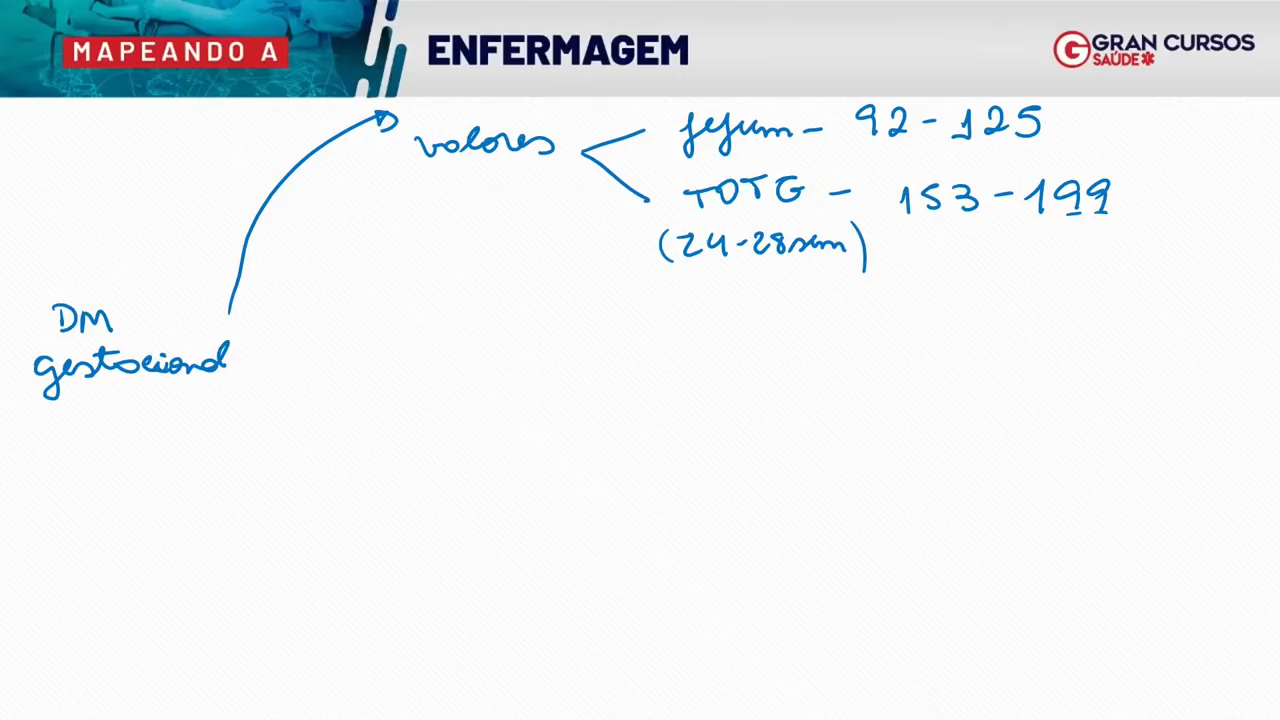 MAPEANDO A
ENFERMAGEM
GRAN CURSOS
SAÚDE
valores
jejum - 92 - 125
TOTG - 153 - 199
(24-28sem)
DM
gestacional